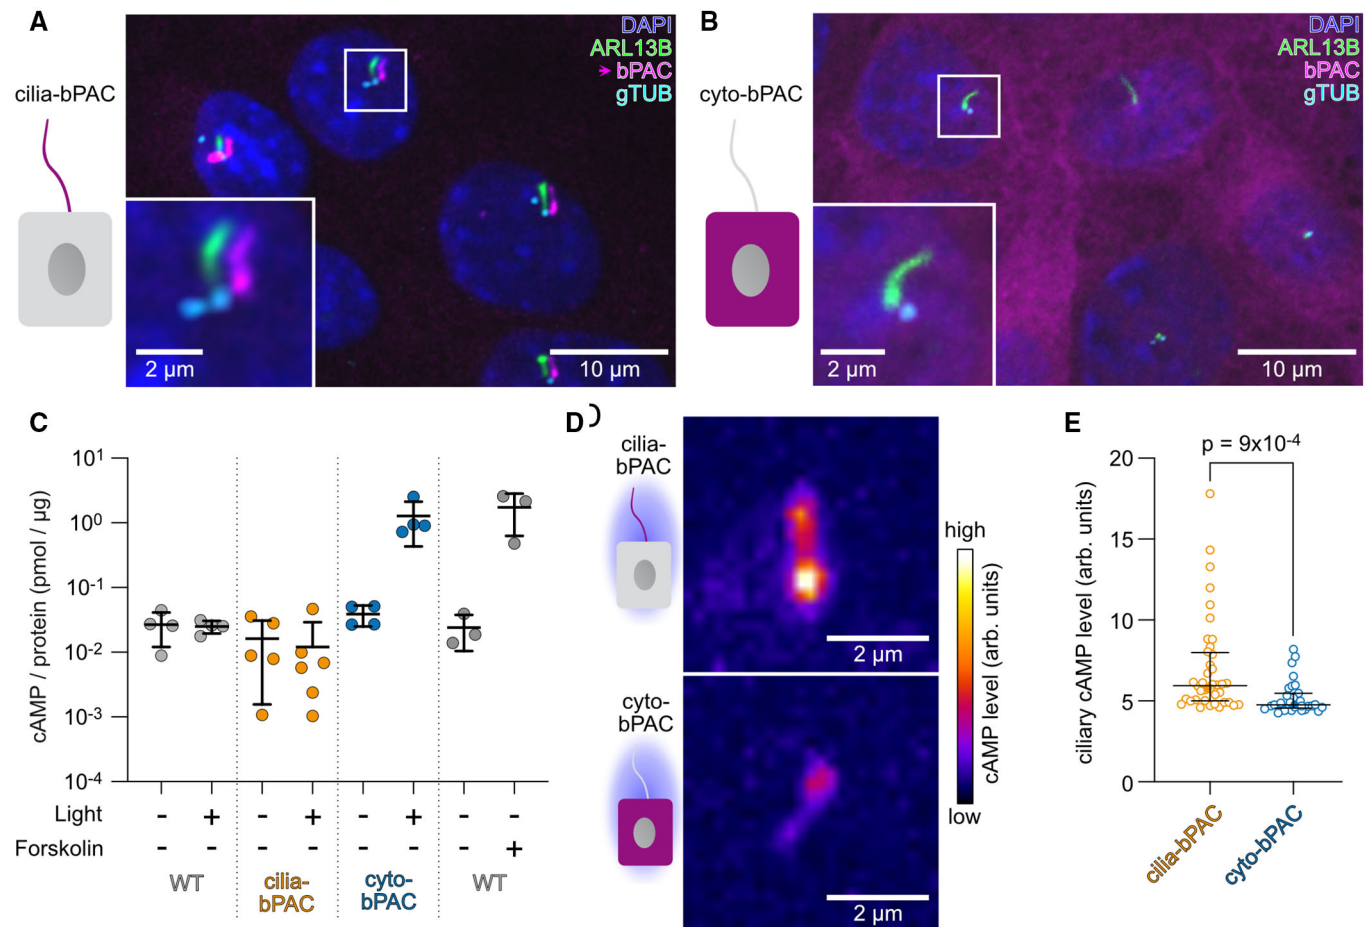 A
cilia-bPAC
DAPI
ARL13B
bPAC
gTUB
2 µm
10 µm
B
cyto-bPAC
DAPI
ARL13B
bPAC
gTUB
2 µm
10 µm
C
cAMP / protein (pmol / µg)
10¹
10⁰
10⁻¹
10⁻²
10⁻³
10⁻⁴
Light - + - + - + - -
Forskolin - - - - - - - +
WT
cilia-
bPAC
cyto-
bPAC
WT
D
cilia-
bPAC
2 µm
cyto-
bPAC
2 µm
high
cAMP level (arb. units)
low
E
p = 9x10⁻⁴
ciliary cAMP level (arb. units)
20
15
10
5
0
cilia-bPAC
cyto-bPAC